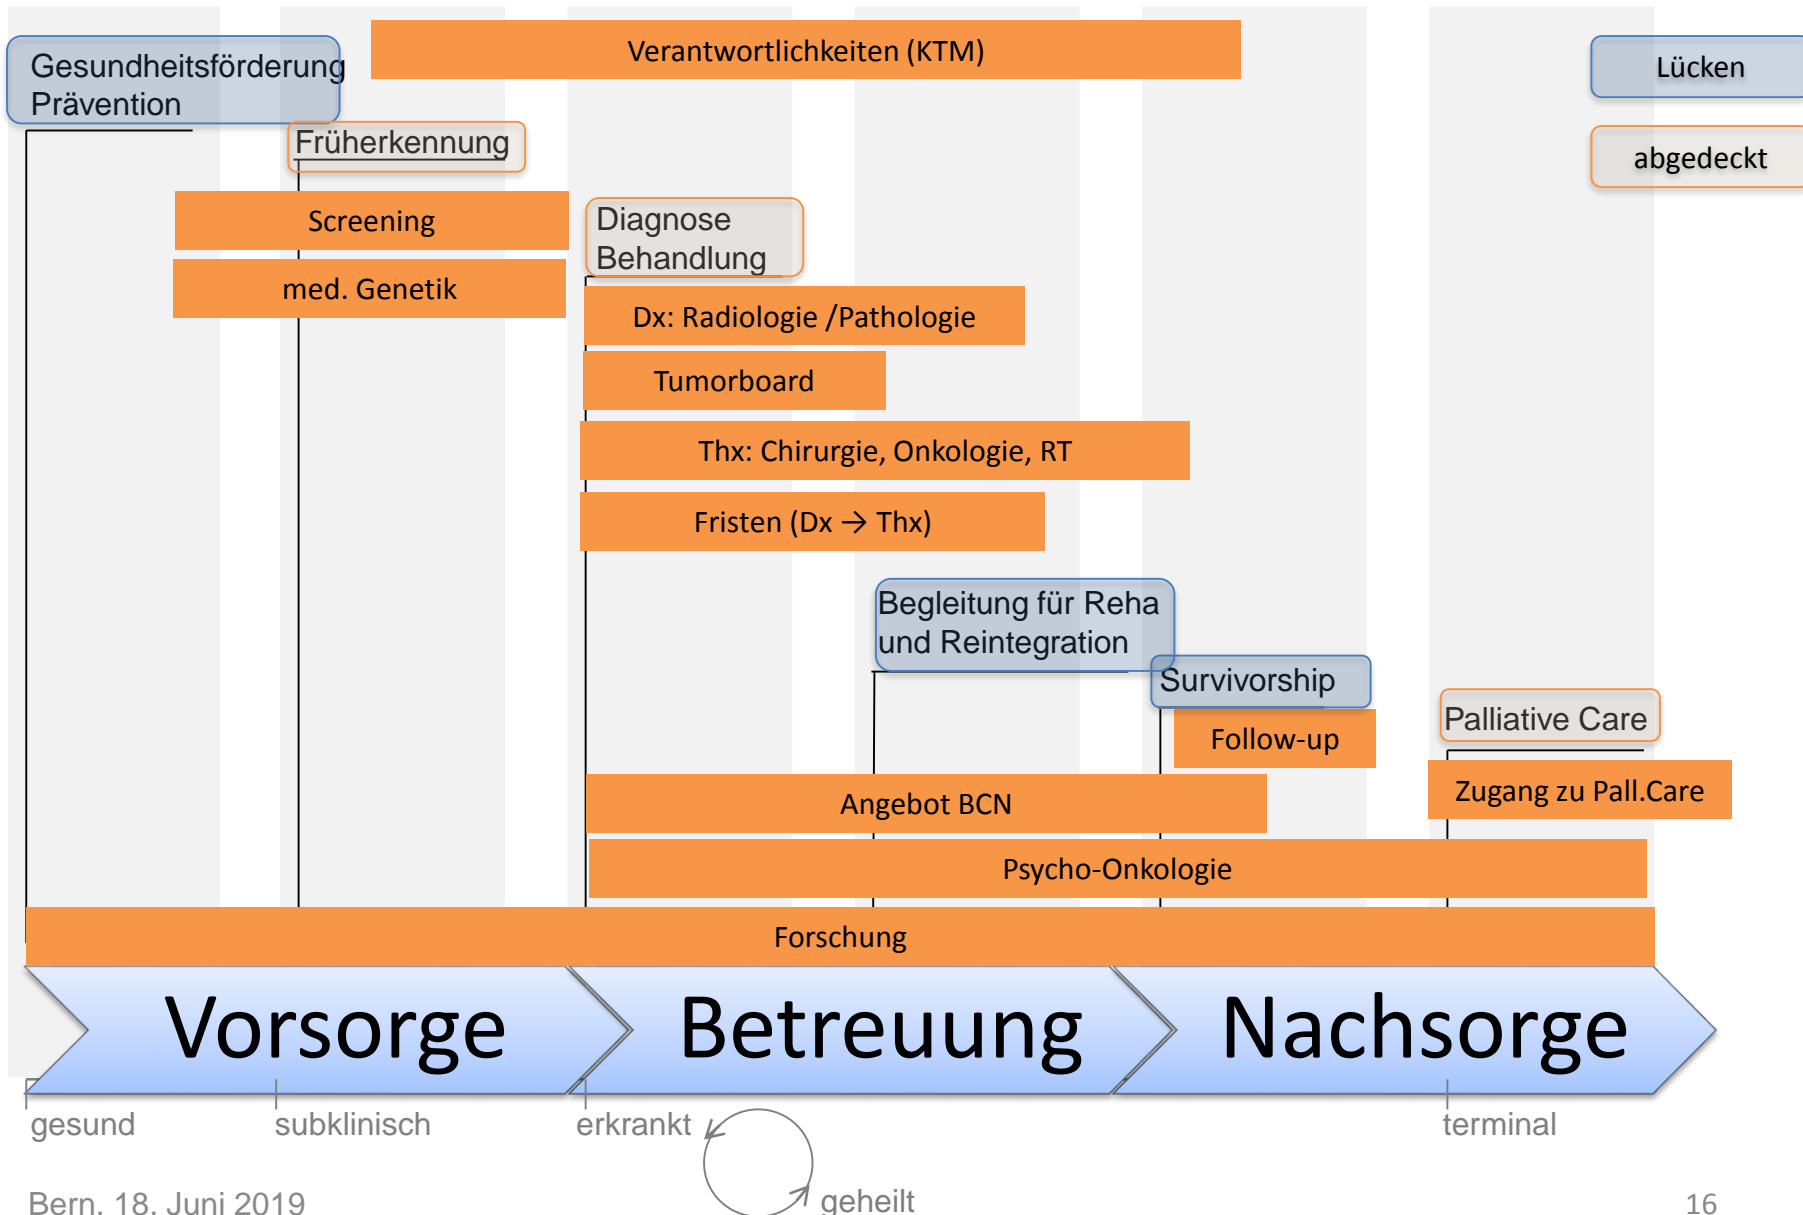 Verantwortlichkeiten (KTM)
Gesundheitsförderung
Prävention
Lücken
Früherkennung
abgedeckt
Screening
Diagnose
Behandlung
med. Genetik
Dx: Radiologie /Pathologie
Tumorboard
Thx: Chirurgie, Onkologie, RT
Fristen (Dx → Thx)
Begleitung für Reha
und Reintegration
Survivorship
Palliative Care
Follow-up
Zugang zu Pall.Care
Angebot BCN
Psycho-Onkologie
Forschung
Vorsorge
Betreuung
Nachsorge
gesund
subklinisch
erkrankt
terminal
geheilt
Bern, 18. Juni 2019
16